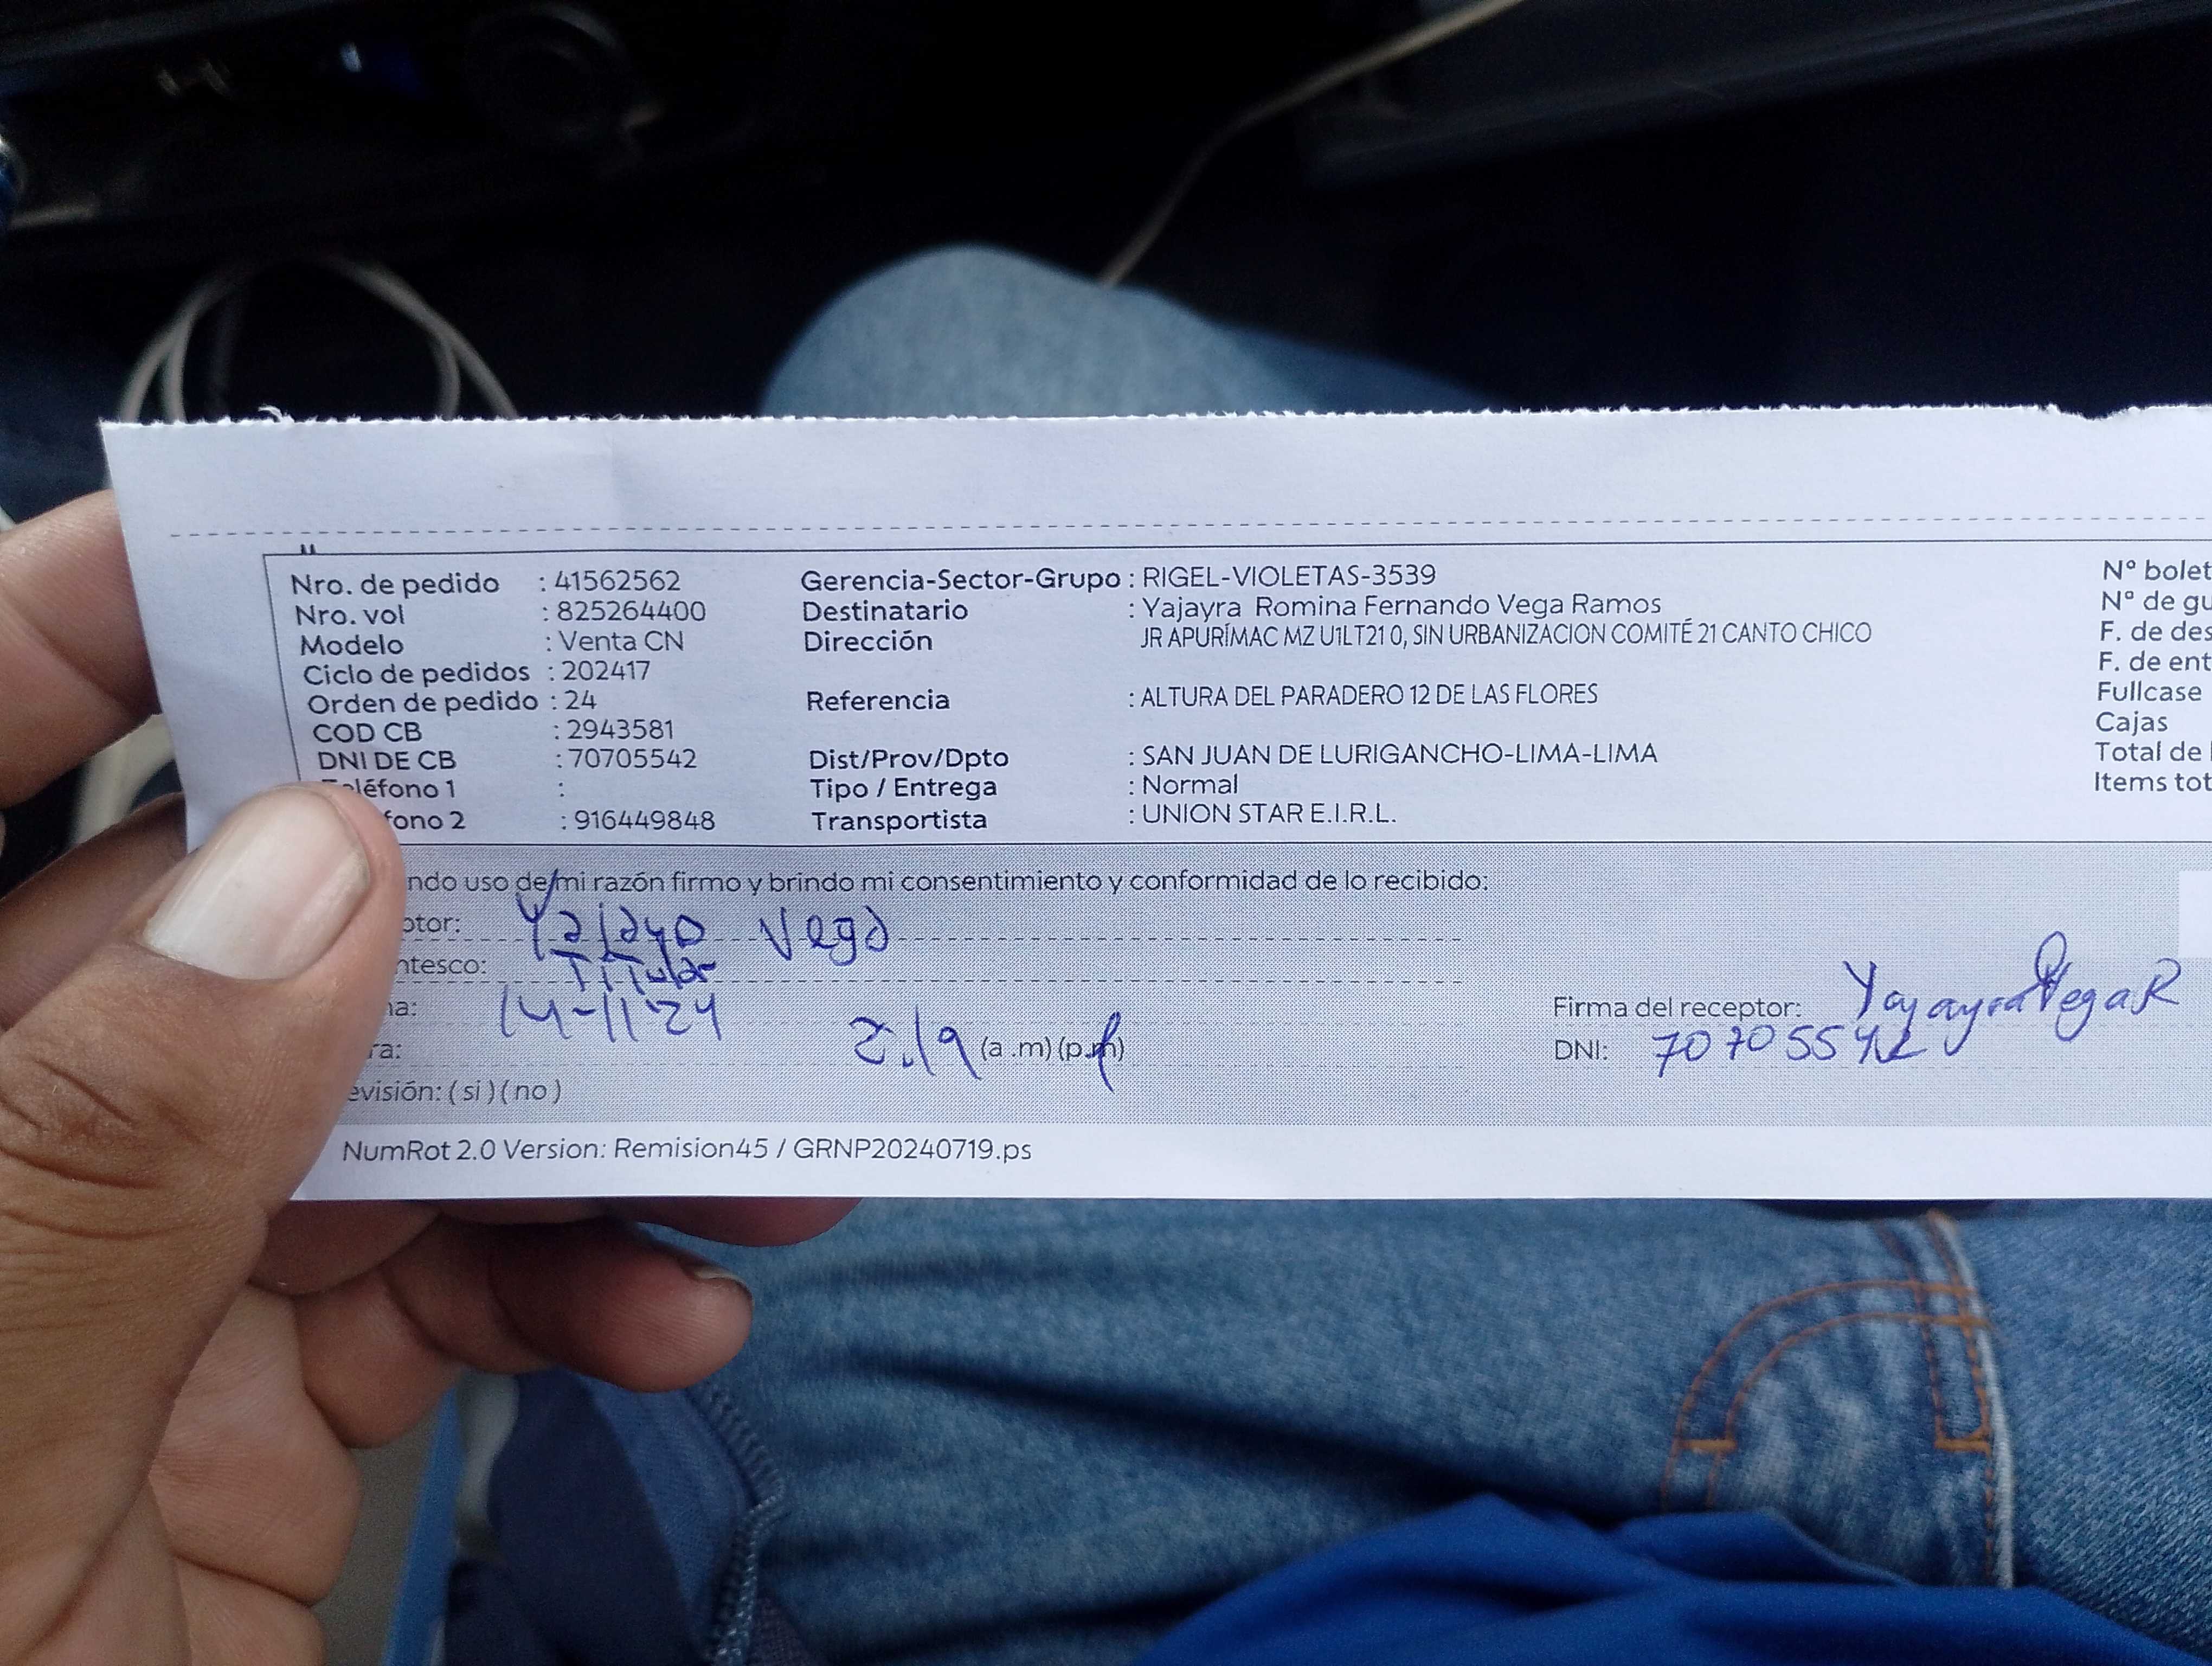 Nro. de pedido : 41562562
Nro. vol : 825264400
Modelo : Venta CN
Ciclo de pedidos : 202417
Orden de pedido : 24
COD CB : 2943581
DNI DE CB : 70705542
Teléfono 1 :
fono 2 : 916449848
Gerencia-Sector-Grupo : RIGEL-VIOLETAS-3539
Destinatario : Yajayra Romina Fernando Vega Ramos
Dirección JR APURÍMAC MZ U1LT21 0, SIN URBANIZACION COMITÉ 21 CANTO CHICO
Referencia : ALTURA DEL PARADERO 12 DE LAS FLORES
Dist/Prov/Dpto : SAN JUAN DE LURIGANCHO-LIMA-LIMA
Tipo / Entrega : Normal
Transportista : UNION STAR E.I.R.L.
N° bolet
N° de gu
F. de des
F. de ent
Fullcase
Cajas
Total de
Items tot
ndo uso de mi razón firmo y brindo mi consentimiento y conformidad de lo recibido:
ptor: Yajayo Vega
ntesco: Titular
na: 14-11-24
ra: 2.19 (a .m) (p.m)
evisión: ( si ) ( no )
Firma del receptor: Yajayra Vega R
DNI: 70705542
NumRot 2.0 Version: Remision45 / GRNP20240719.ps